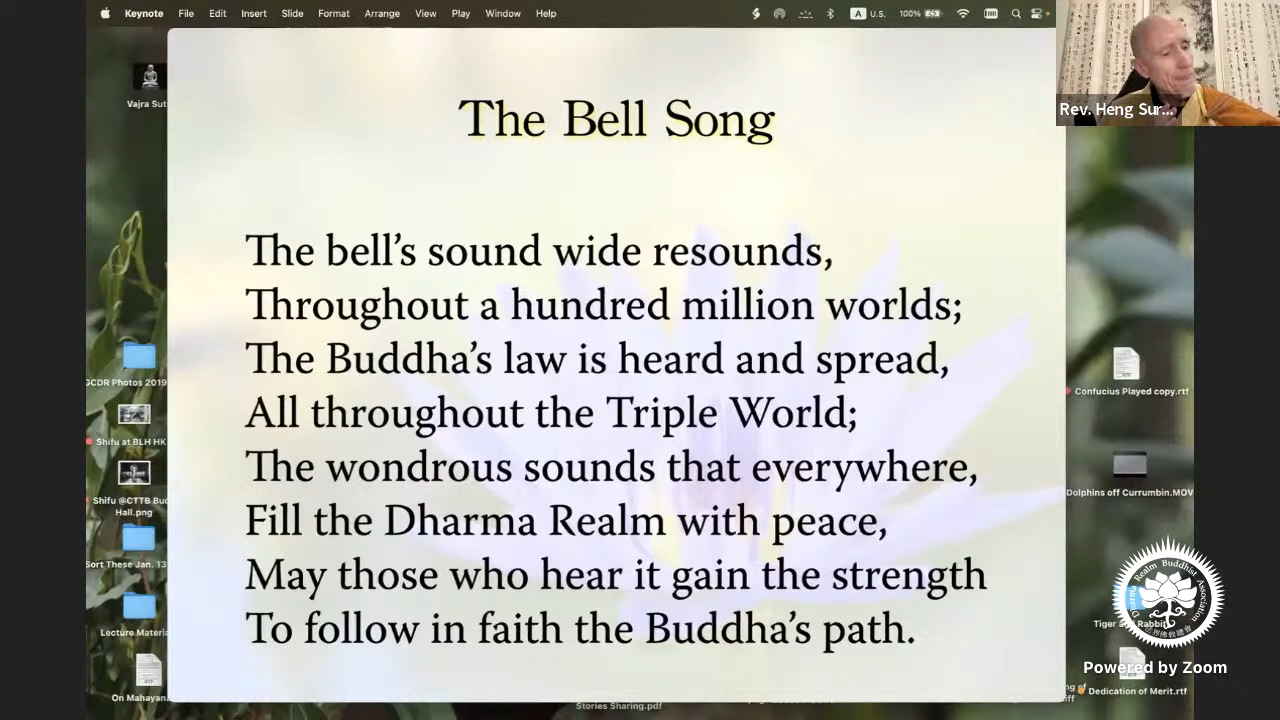 Keynote File Edit Insert Slide Format Arrange View Play Window Help
A U.S. 100%
Rev. Heng Sur...
The Bell Song
The bell's sound wide resounds,
Throughout a hundred million worlds;
The Buddha's law is heard and spread,
All throughout the Triple World;
The wondrous sounds that everywhere,
Fill the Dharma Realm with peace,
May those who hear it gain the strength
To follow in faith the Buddha's path.
Vajra Sut
GCDR Photos 2019
Shifu at BLH HK
Shifu @CTTB Bud
Hall.png
Sort These Jan. 13
Lecture Materia
On Mahayan
Stories Sharing.pdf
Confucius Played copy.rtf
Dolphins off Currumbin.MOV
Dharma Realm Buddhist Association
Powered by Zoom
Dedication of Merit.rtf